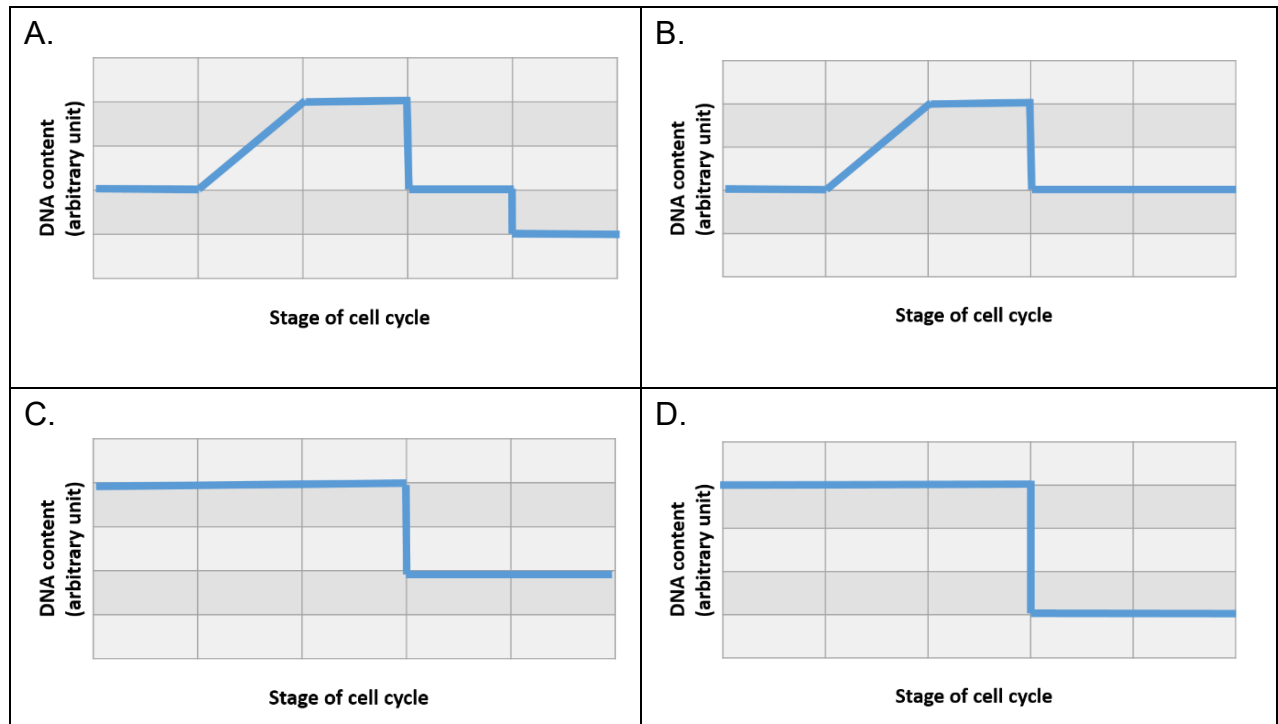 A.
DNA content
(arbitrary unit)
Stage of cell cycle
B.
DNA content
(arbitrary unit)
Stage of cell cycle
C.
DNA content
(arbitrary unit)
Stage of cell cycle
D.
DNA content
(arbitrary unit)
Stage of cell cycle